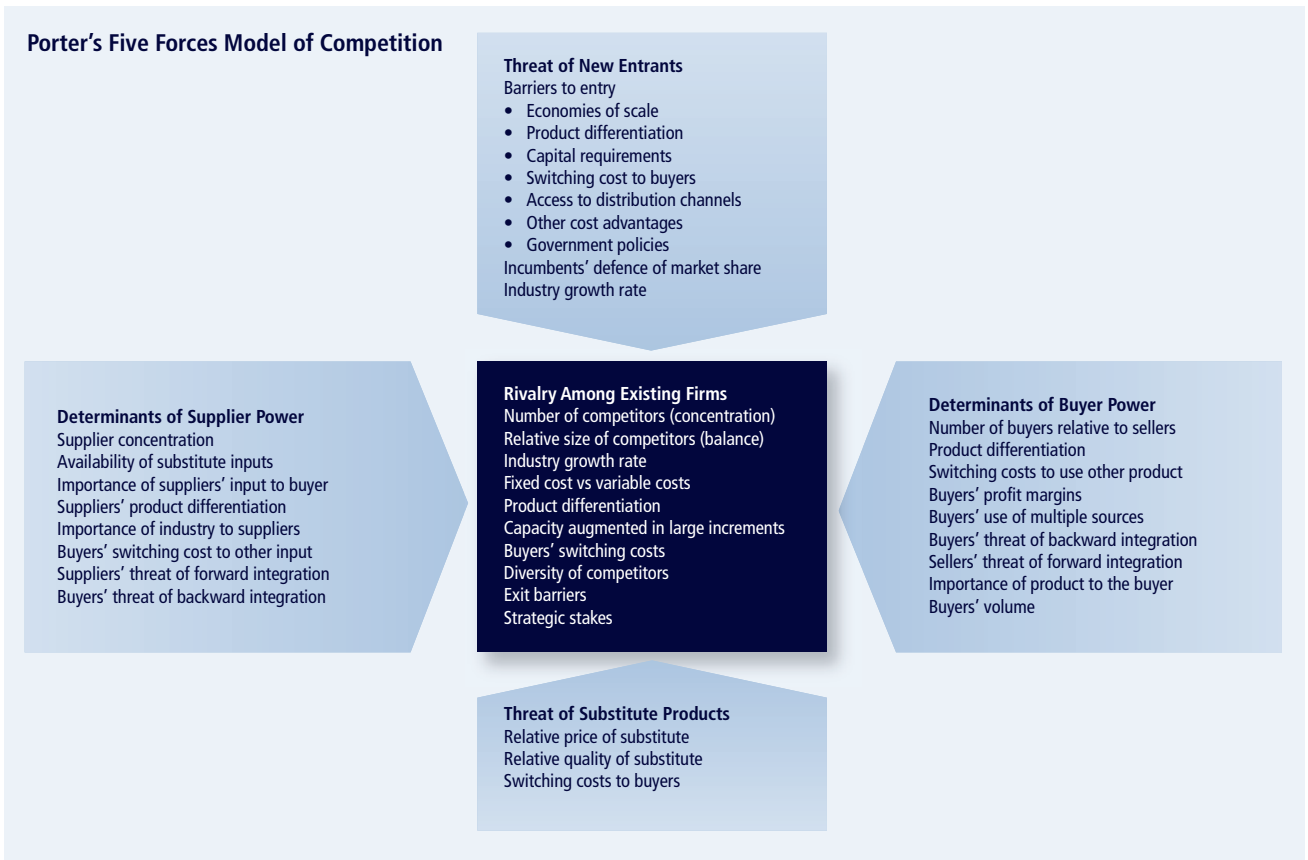 Porter’s Five Forces Model of Competition
Threat of New Entrants
Barriers to entry
• Economies of scale
• Product differentiation
• Capital requirements
• Switching cost to buyers
• Access to distribution channels
• Other cost advantages
• Government policies
Incumbents’ defence of market share
Industry growth rate
Determinants of Supplier Power
Supplier concentration
Availability of substitute inputs
Importance of suppliers’ input to buyer
Suppliers’ product differentiation
Importance of industry to suppliers
Buyers’ switching cost to other input
Suppliers’ threat of forward integration
Buyers’ threat of backward integration
Rivalry Among Existing Firms
Number of competitors (concentration)
Relative size of competitors (balance)
Industry growth rate
Fixed cost vs variable costs
Product differentiation
Capacity augmented in large increments
Buyers’ switching costs
Diversity of competitors
Exit barriers
Strategic stakes
Determinants of Buyer Power
Number of buyers relative to sellers
Product differentiation
Switching costs to use other product
Buyers’ profit margins
Buyers’ use of multiple sources
Buyers’ threat of backward integration
Sellers’ threat of forward integration
Importance of product to the buyer
Buyers’ volume
Threat of Substitute Products
Relative price of substitute
Relative quality of substitute
Switching costs to buyers